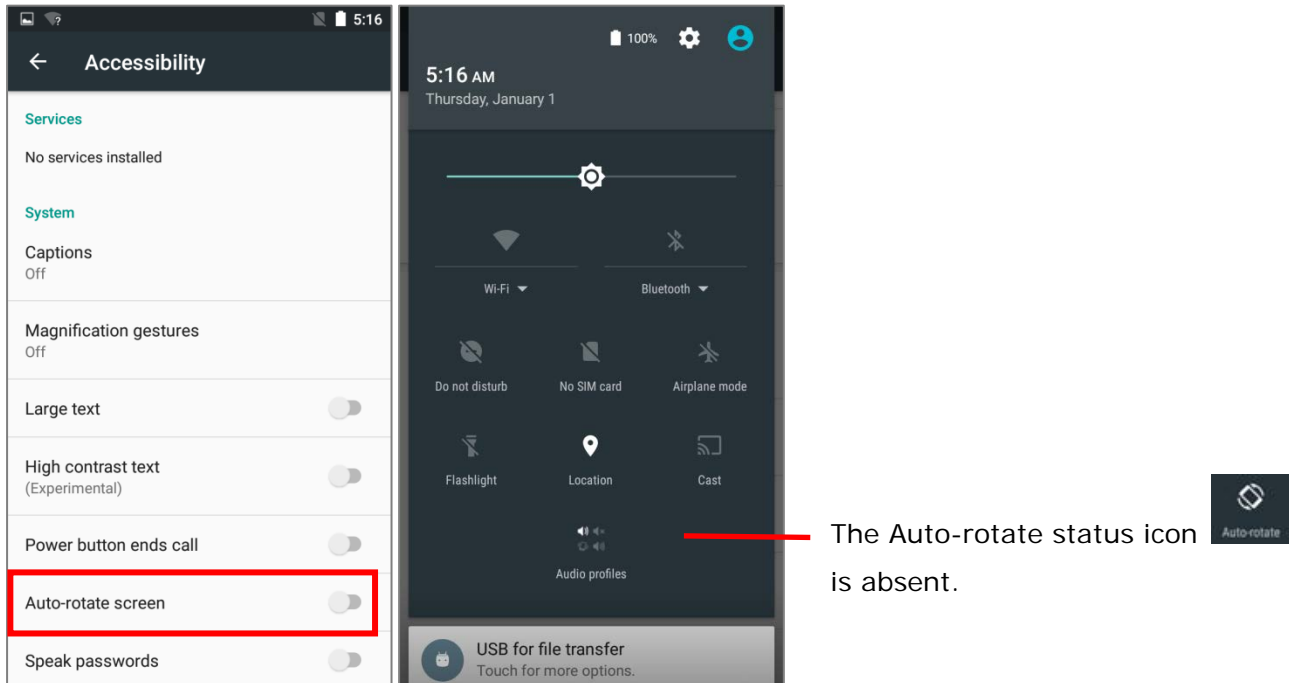 5:16
Accessibility
Services
No services installed
System
Captions
Off
Magnification gestures
Off
Large text
High contrast text
(Experimental)
Power button ends call
Auto-rotate screen
Speak passwords
100%
5:16 AM
Thursday, January 1
Wi-Fi Bluetooth
Do not disturb No SIM card Airplane mode
Flashlight Location Cast
Audio profiles
USB for file transfer
Touch for more options.
The Auto-rotate status icon Auto-rotate
is absent.